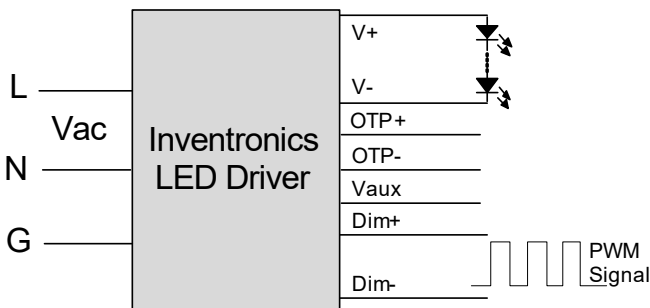 L
Vac
N
G
Inventronics
LED Driver
V+
V-
OTP+
OTP-
Vaux
Dim+
Dim-
PWM
Signal